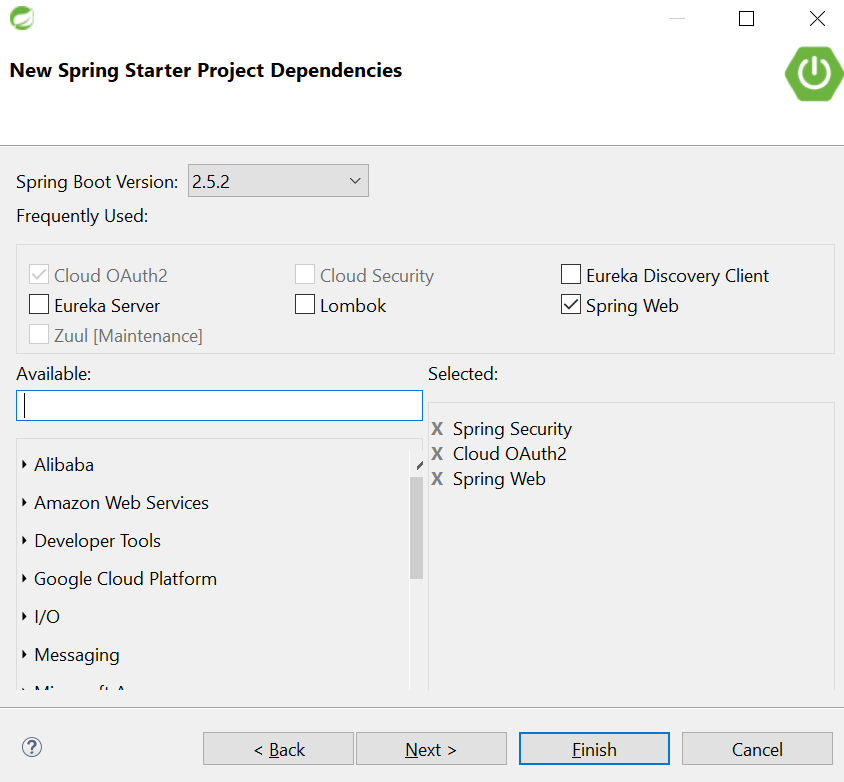 New Spring Starter Project Dependencies
Spring Boot Version: 2.5.2
Frequently Used:
Cloud OAuth2 Cloud Security Eureka Discovery Client
Eureka Server Lombok Spring Web
Zuul [Maintenance]
Available: Selected:
X Spring Security
X Cloud OAuth2
X Spring Web
Alibaba
Amazon Web Services
Developer Tools
Google Cloud Platform
I/O
Messaging
? < Back Next > Finish Cancel